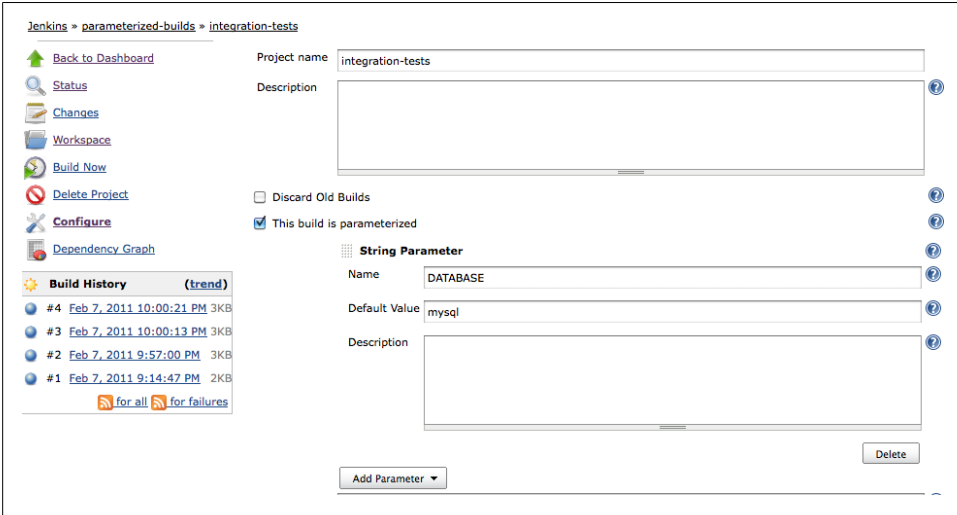 Jenkins » parameterized-builds » integration-tests
Back to Dashboard
Status
Changes
Workspace
Build Now
Delete Project
Configure
Dependency Graph
Build History (trend)
#4 Feb 7, 2011 10:00:21 PM 3KB
#3 Feb 7, 2011 10:00:13 PM 3KB
#2 Feb 7, 2011 9:57:00 PM 3KB
#1 Feb 7, 2011 9:14:47 PM 2KB
for all for failures
Project name integration-tests
Description
Discard Old Builds
This build is parameterized
String Parameter
Name DATABASE
Default Value mysql
Description
Delete
Add Parameter